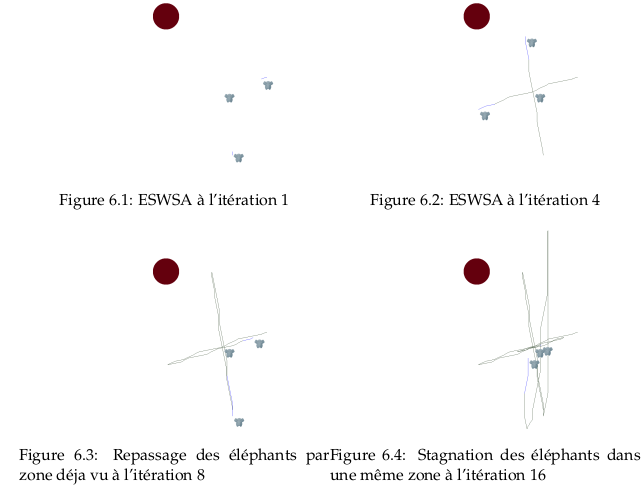 Figure 6.1: ESWSA à l'itération 1
Figure 6.2: ESWSA à l'itération 4
Figure 6.3: Repassage des éléphants par
zone déja vu à l'itération 8
Figure 6.4: Stagnation des éléphants dans
une même zone à l'itération 16